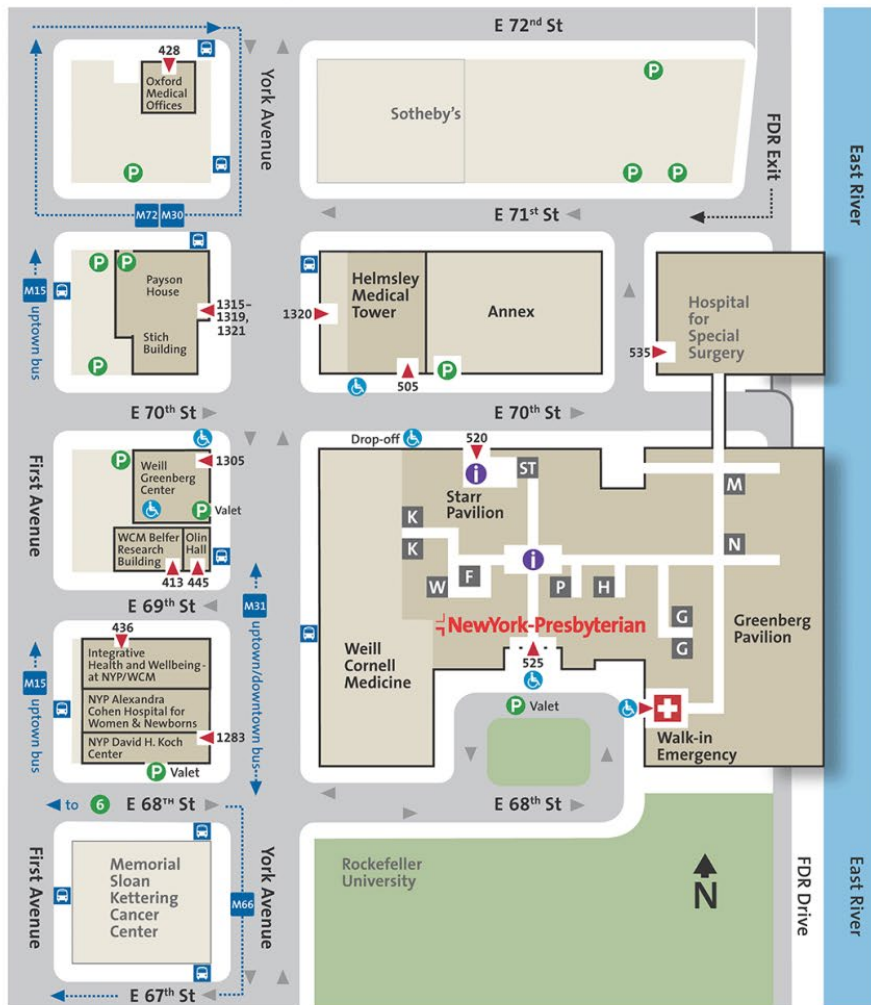 E 72nd St
428
Oxford
Medical
Offices
York Avenue
Sotheby's
P
P
P
P
FDR Exit
East River
M72 M30
E 71st St
M15
uptown bus
P
P
Payson
House
Stich
Building
P
1315–
1319,
1321
1320
Helmsley
Medical
Tower
Annex
505
P
535
Hospital
for
Special
Surgery
E 70th St
E 70th St
First Avenue
P
1305
Weill
Greenberg
Center
P
Valet
WCM Belfer
Research
Building
Olin
Hall
413
445
Drop-off
520
i
ST
Starr
Pavilion
K
K
W
F
i
P
H
M
N
G
G
Greenberg
Pavilion
NewYork-Presbyterian
525
Weill
Cornell
Medicine
P Valet
Walk-in
Emergency
E 69th St
M31
uptown/downtown bus
M15
uptown bus
436
Integrative
Health and Wellbeing-
at NYP/WCM
NYP Alexandra
Cohen Hospital for
Women & Newborns
NYP David H. Koch
Center
1283
P Valet
to 6
E 68TH St
E 68th St
First Avenue
Memorial
Sloan
Kettering
Cancer
Center
M66
York Avenue
Rockefeller
University
N
FDR Drive
East River
E 67th St